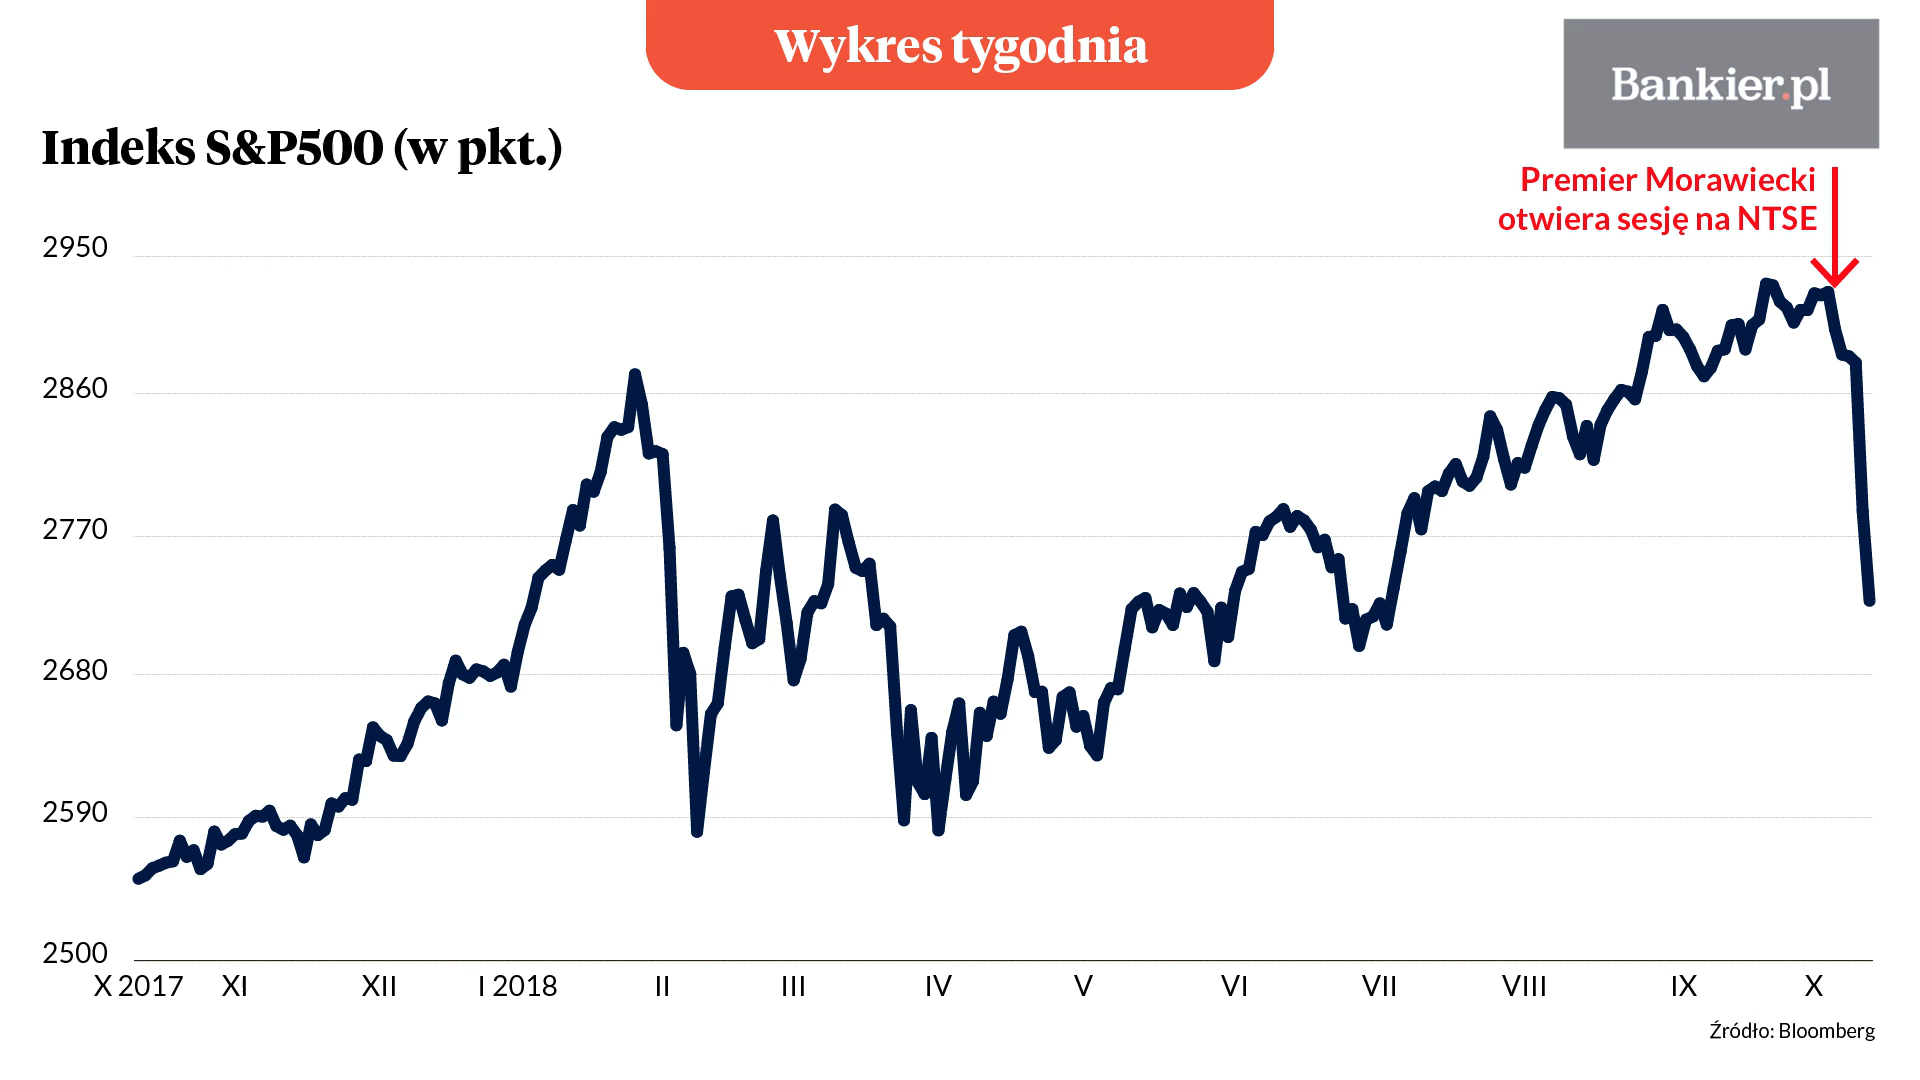 Wykres tygodnia
Bankier.pl
Indeks S&P500 (w pkt.)
Premier Morawiecki
otwiera sesję na NTSE
2950
2860
2770
2680
2590
2500
X 2017 XI XII I 2018 II III IV V VI VII VIII IX X
Źródło: Bloomberg